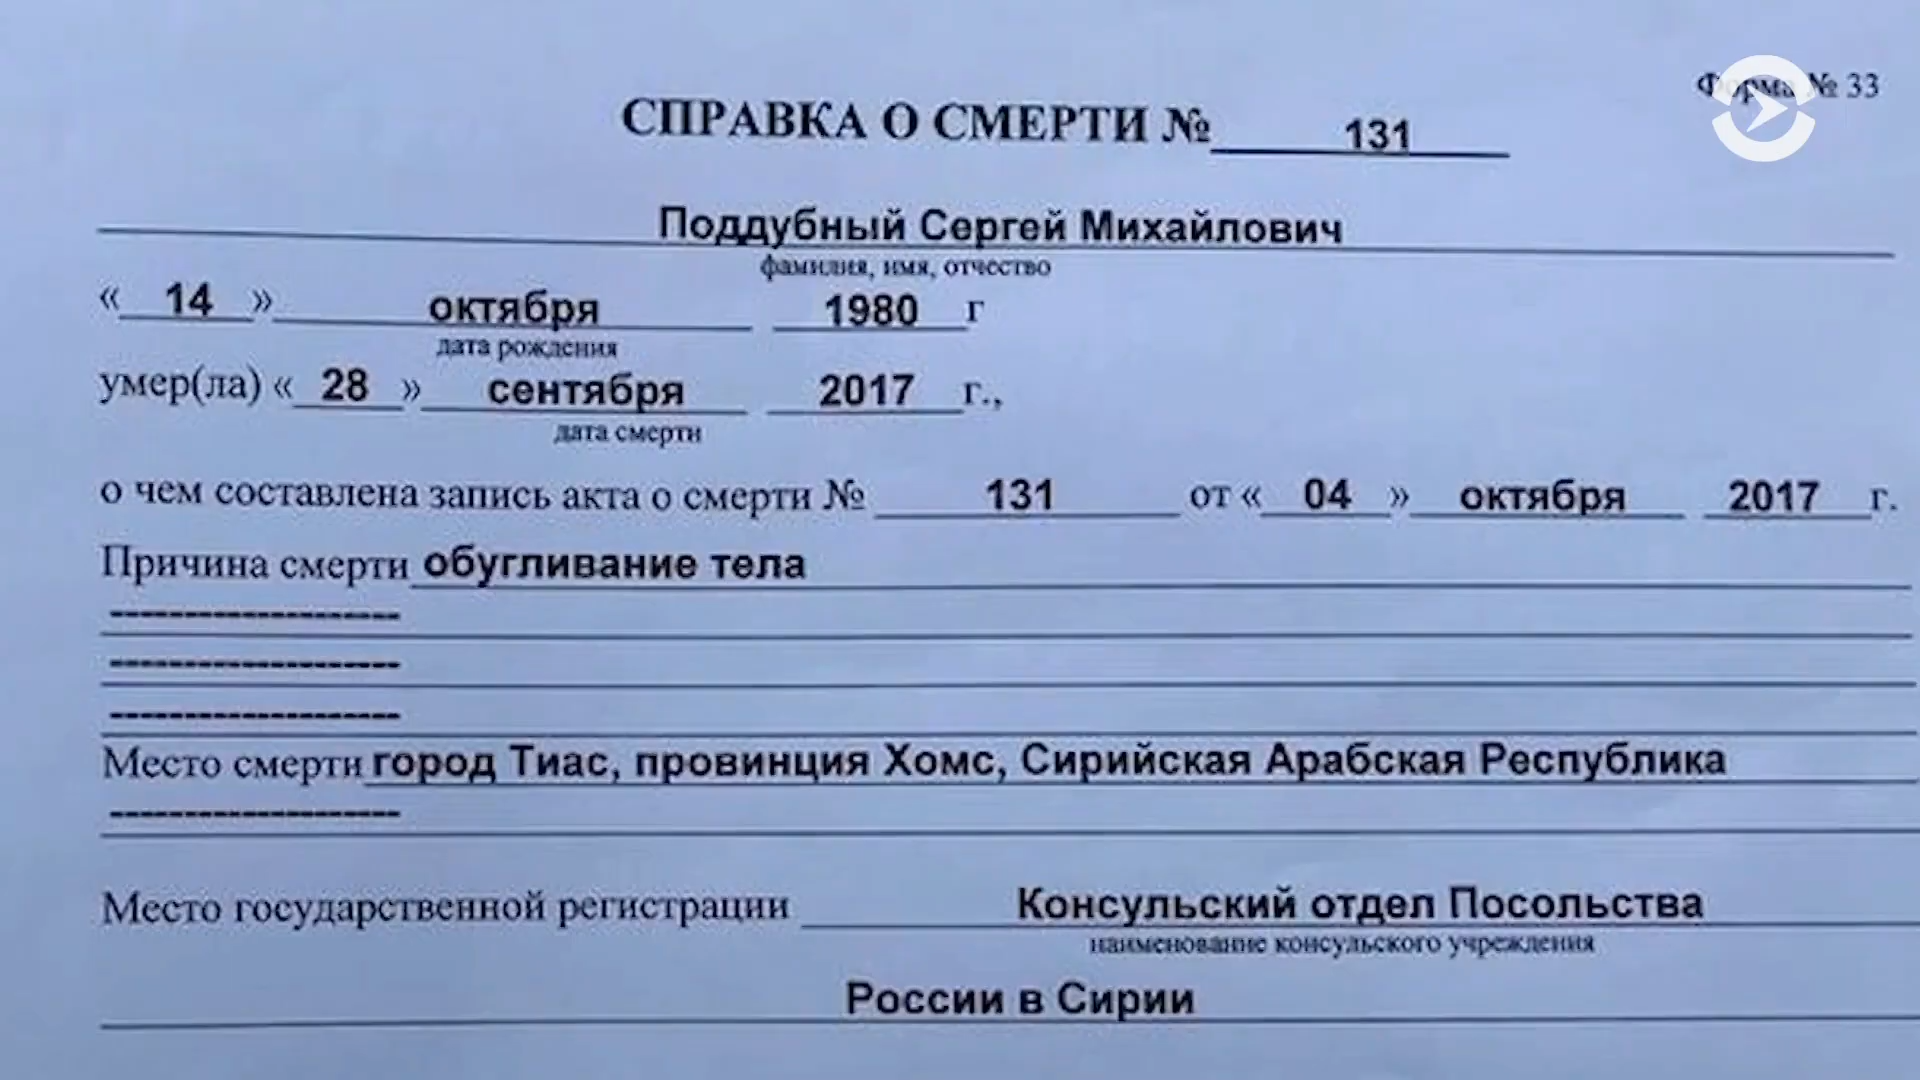 Форма № 33
СПРАВКА О СМЕРТИ № 131
Поддубный Сергей Михайлович
фамилия, имя, отчество
« 14 » октября 1980 г
дата рождения
умер(ла) « 28 » сентября 2017 г.,
дата смерти
о чем составлена запись акта о смерти № 131 от « 04 » октября 2017 г.
Причина смерти обугливание тела
--------------------
--------------------
--------------------
Место смерти город Тиас, провинция Хомс, Сирийская Арабская Республика
--------------------
Место государственной регистрации Консульский отдел Посольства
наименование консульского учреждения
России в Сирии